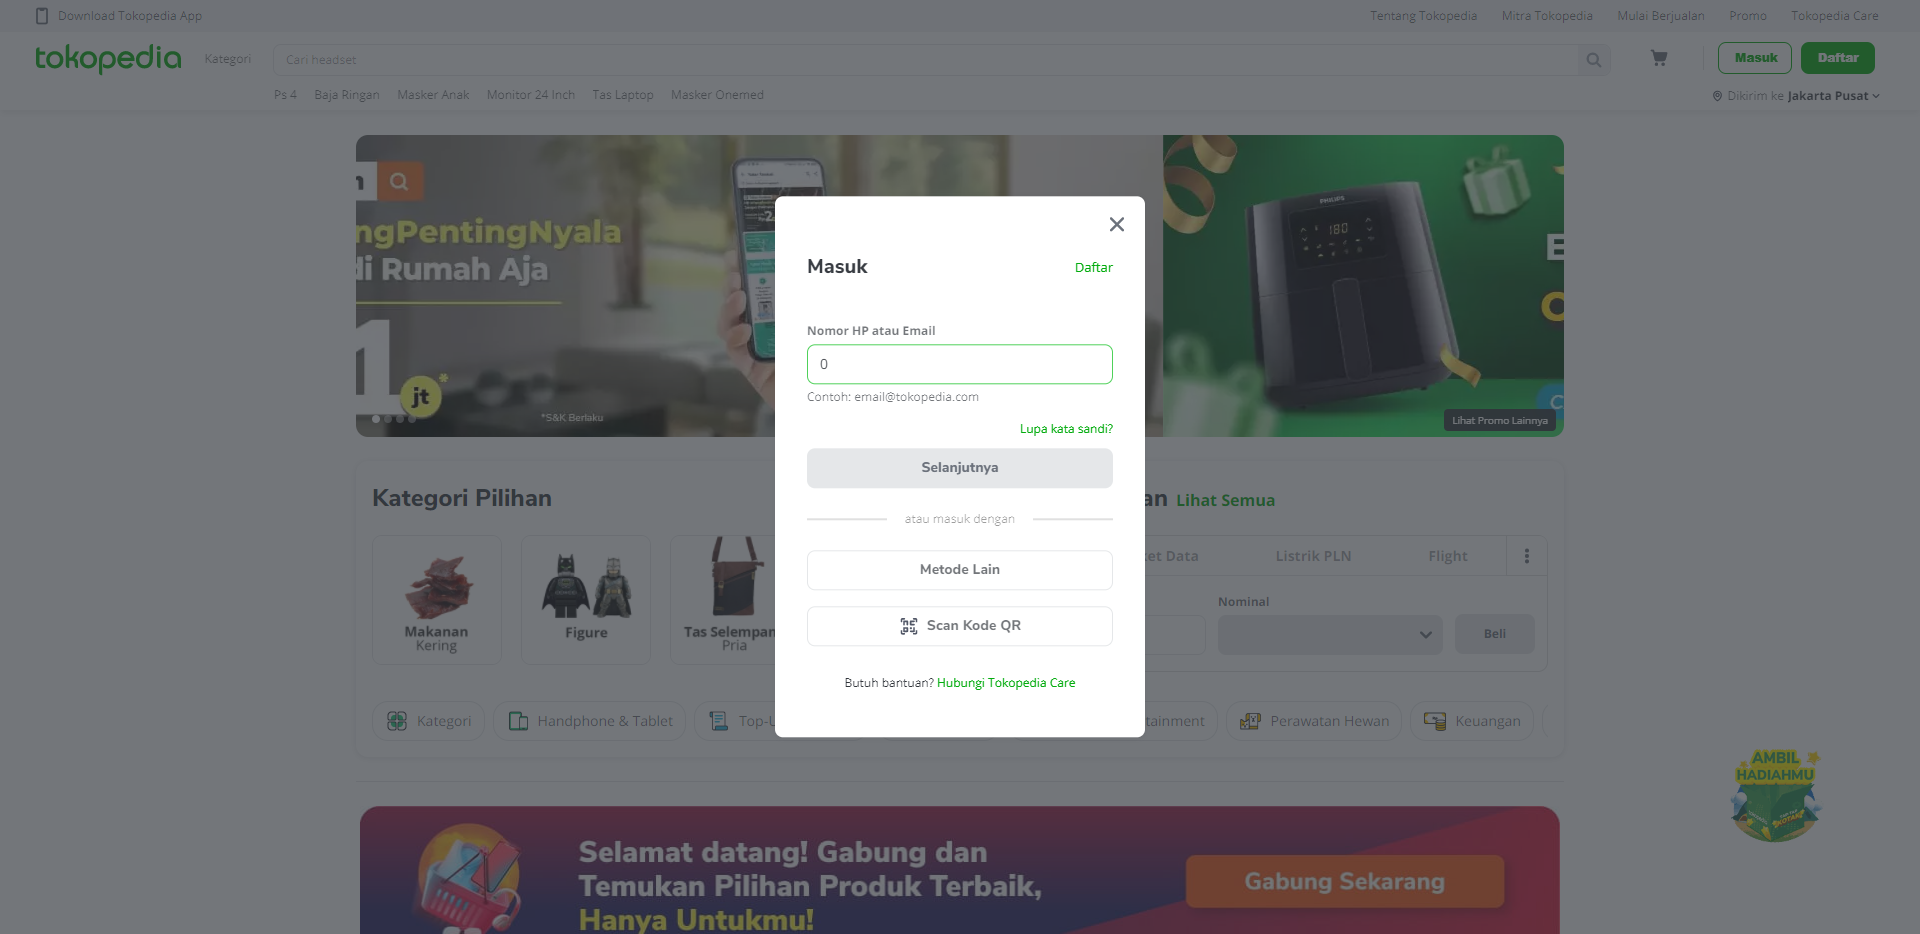 Download Tokopedia App
Tentang Tokopedia
Mitra Tokopedia
Mulai Berjualan
Promo
Tokopedia Care
tokopedia
Kategori
Cari headset
Masuk
Daftar
Ps 4
Baja Ringan
Masker Anak
Monitor 24 Inch
Tas Laptop
Masker Onemed
Dikirim ke Jakarta Pusat
ngPentingNyala
di Rumah Aja
1
jt*
*S&K Berlaku
PHILIPS
180
Lihat Promo Lainnya
Masuk
Daftar
Nomor HP atau Email
0
Contoh: email@tokopedia.com
Lupa kata sandi?
Selanjutnya
atau masuk dengan
Metode Lain
Scan Kode QR
Butuh bantuan? Hubungi Tokopedia Care
Kategori Pilihan
an Lihat Semua
Makanan
Kering
Figure
Tas Selempan
Pria
et Data
Listrik PLN
Flight
Nominal
Beli
Kategori
Handphone & Tablet
Top-U
tainment
Perawatan Hewan
Keuangan
AMBIL
HADIAHMU
Selamat datang! Gabung dan
Temukan Pilihan Produk Terbaik,
Hanya Untukmu!
Gabung Sekarang